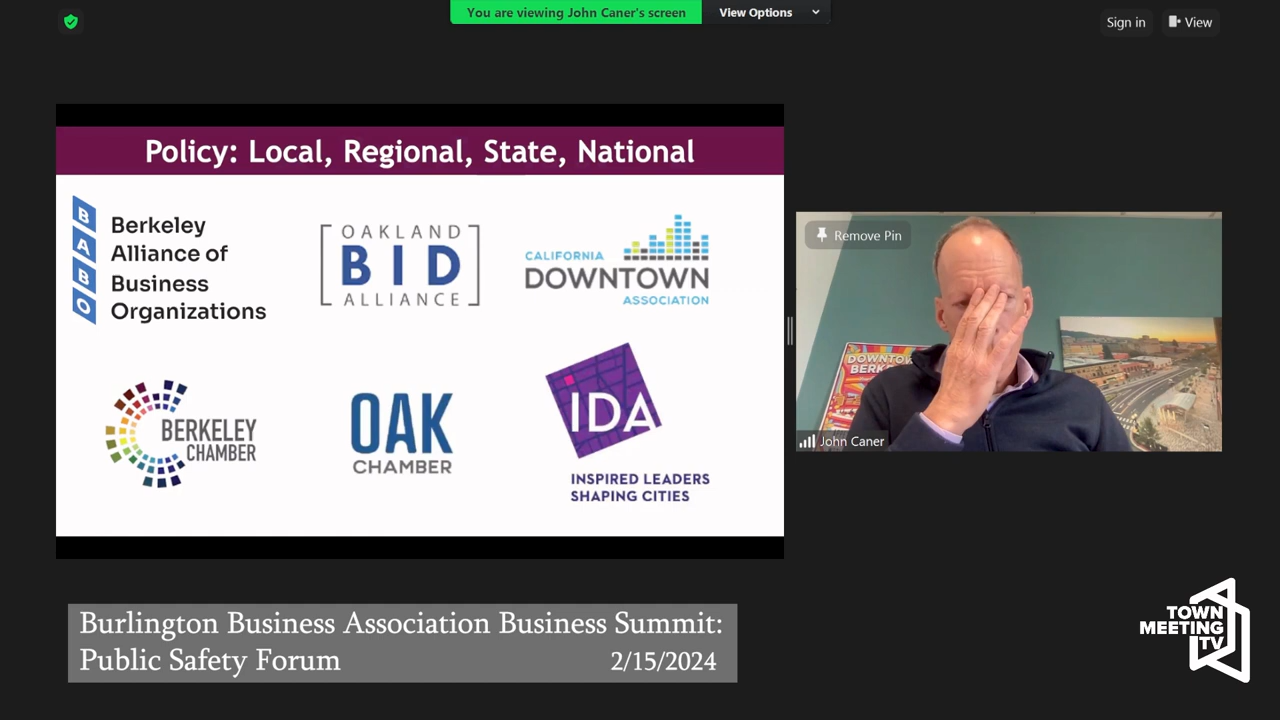 You are viewing John Caner's screen
View Options
Sign in
View
Policy: Local, Regional, State, National
B
A
B
O
Berkeley
Alliance of
Business
Organizations
OAKLAND
BID
ALLIANCE
CALIFORNIA
DOWNTOWN
ASSOCIATION
BERKELEY
CHAMBER
OAK
CHAMBER
IDA
INSPIRED LEADERS
SHAPING CITIES
Remove Pin
DOWNTOWN
John Caner
Burlington Business Association Business Summit:
Public Safety Forum
2/15/2024
TOWN
MEETING
TV